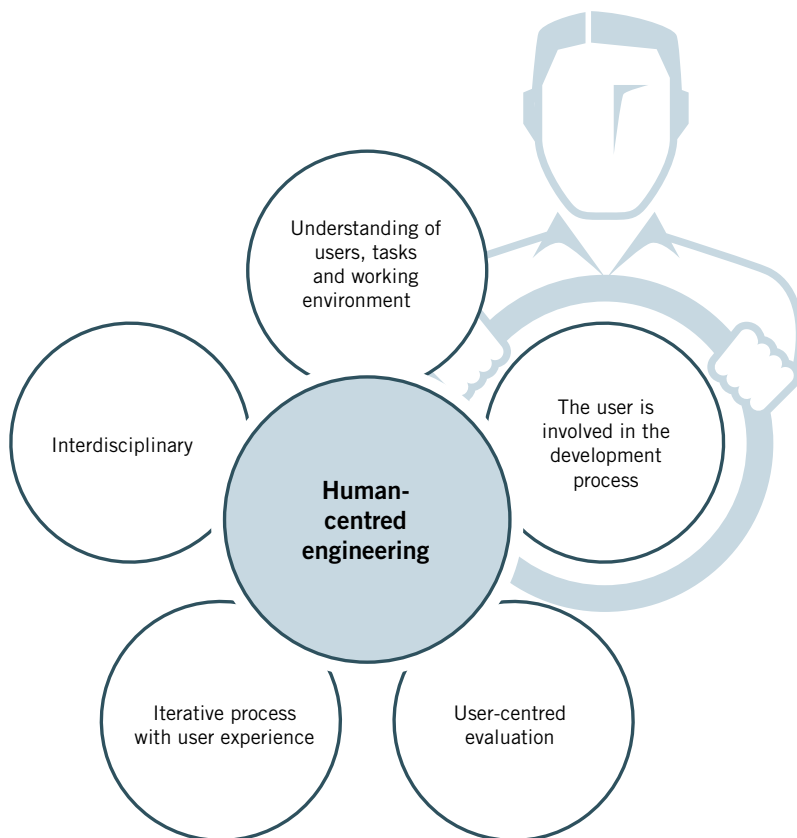 Understanding of
users, tasks
and working
environment
The user is
involved in the
development
process
Interdisciplinary
Human-
centred
engineering
Iterative process
with user experience
User-centred
evaluation